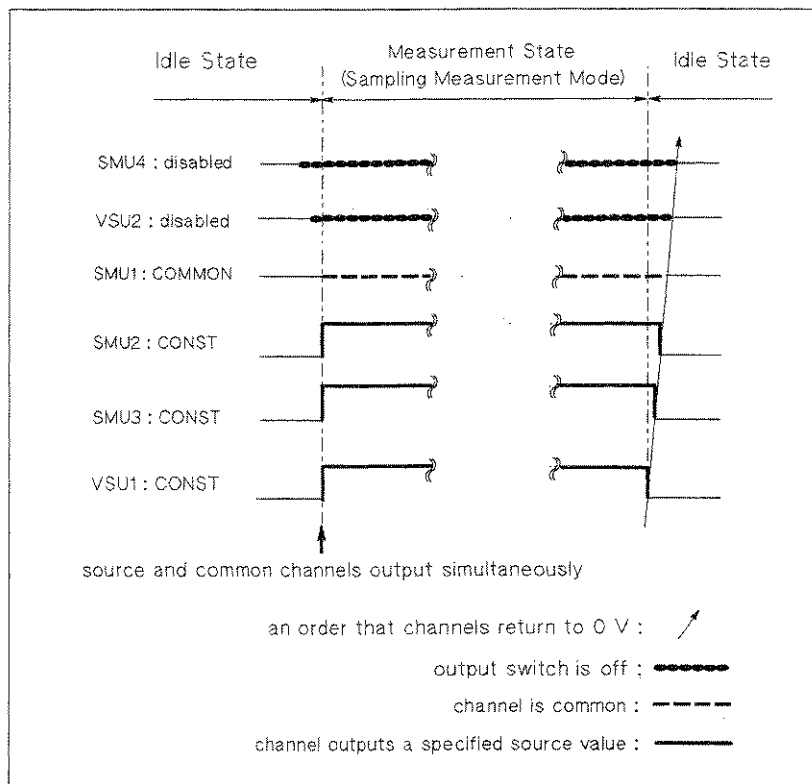 Idle State
Measurement State
(Sampling Measurement Mode)
Idle State
SMU4 : disabled
VSU2 : disabled
SMU1: COMMON
SMU2 : CONST
SMU3 : CONST
VSU1 : CONST
source and common channels output simultaneously
an order that channels return to 0 V :
output switch is off :
channel is common :
channel outputs a specified source value :